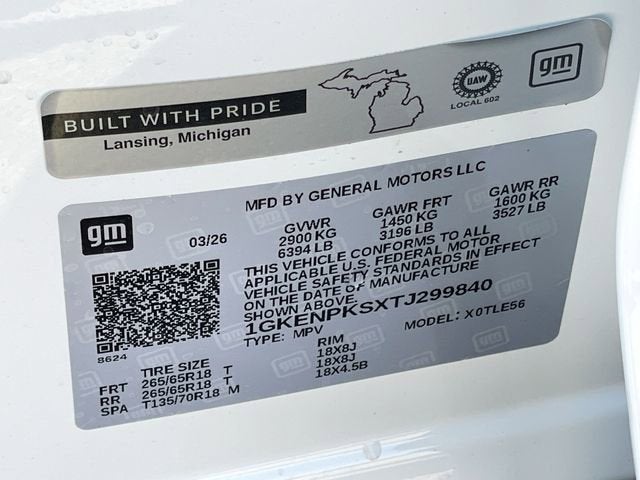 BUILT WITH PRIDE
Lansing, Michigan
UAW
LOCAL 602
gm
gm
MFD BY GENERAL MOTORS LLC
03/26
GVWR GAWR FRT GAWR RR
2900 KG 1450 KG 1600 KG
6394 LB 3196 LB 3527 LB
THIS VEHICLE CONFORMS TO ALL
APPLICABLE U.S. FEDERAL MOTOR
VEHICLE SAFETY STANDARDS IN EFFECT
ON THE DATE OF MANUFACTURE
SHOWN ABOVE.
1GKENPKSXTJ299840
TYPE: MPV MODEL: X0TLE56
8624
TIRE SIZE RIM
FRT 265/65R18 T 18X8J
RR 265/65R18 T 18X8J
SPA T135/70R18 M 18X4.5B